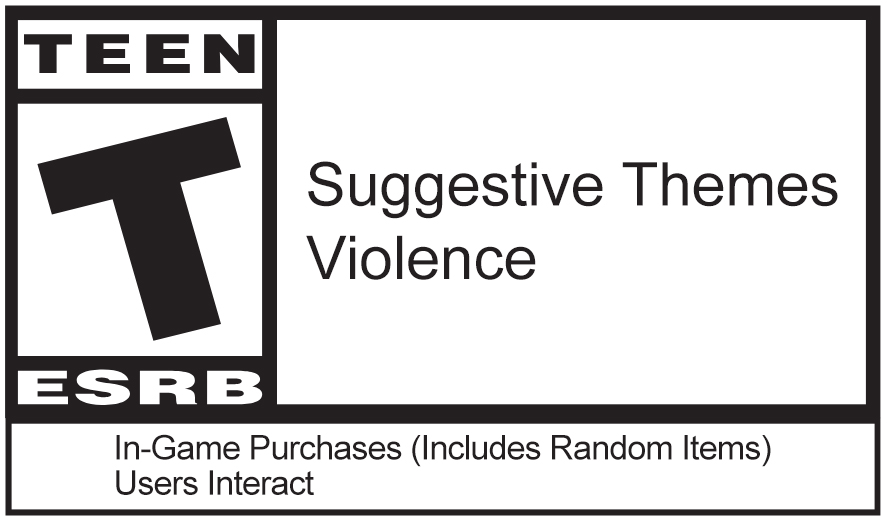 TEEN
T
ESRB
Suggestive Themes
Violence
In-Game Purchases (Includes Random Items)
Users Interact